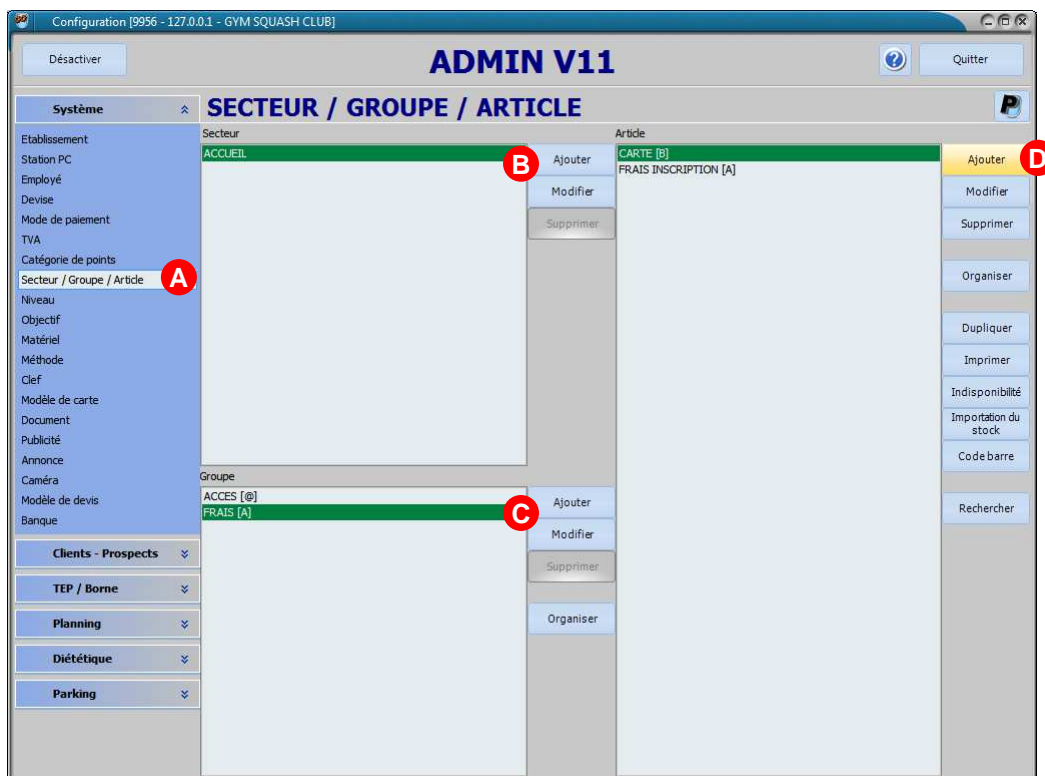 Configuration [9956 - 127.0.0.1 - GYM SQUASH CLUB]
Désactiver
ADMIN V11
?
Quitter
Système
SECTEUR / GROUPE / ARTICLE
P
Etablissement
Station PC
Employé
Devise
Mode de paiement
TVA
Catégorie de points
Secteur / Groupe / Article
A
Niveau
Objectif
Matériel
Méthode
Clef
Modèle de carte
Document
Publicité
Annonce
Caméra
Modèle de devis
Banque
Clients - Prospects
TEP / Borne
Planning
Diététique
Parking
Secteur
ACCUEIL
B
Ajouter
Modifier
Supprimer
Groupe
ACCES [@]
FRAIS [A]
C
Ajouter
Modifier
Supprimer
Organiser
Article
CARTE [B]
FRAIS INSCRIPTION [A]
Ajouter
D
Modifier
Supprimer
Organiser
Dupliquer
Imprimer
Indisponibilité
Importation du
stock
Code barre
Rechercher